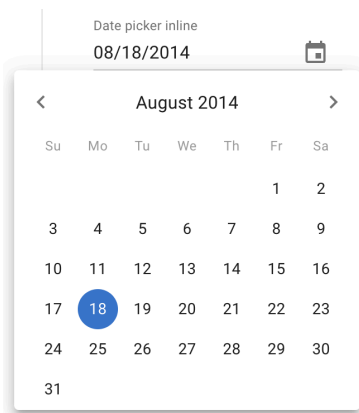 Date picker inline
08/18/2014
August 2014
Su Mo Tu We Th Fr Sa
1 2
3 4 5 6 7 8 9
10 11 12 13 14 15 16
17 18 19 20 21 22 23
24 25 26 27 28 29 30
31